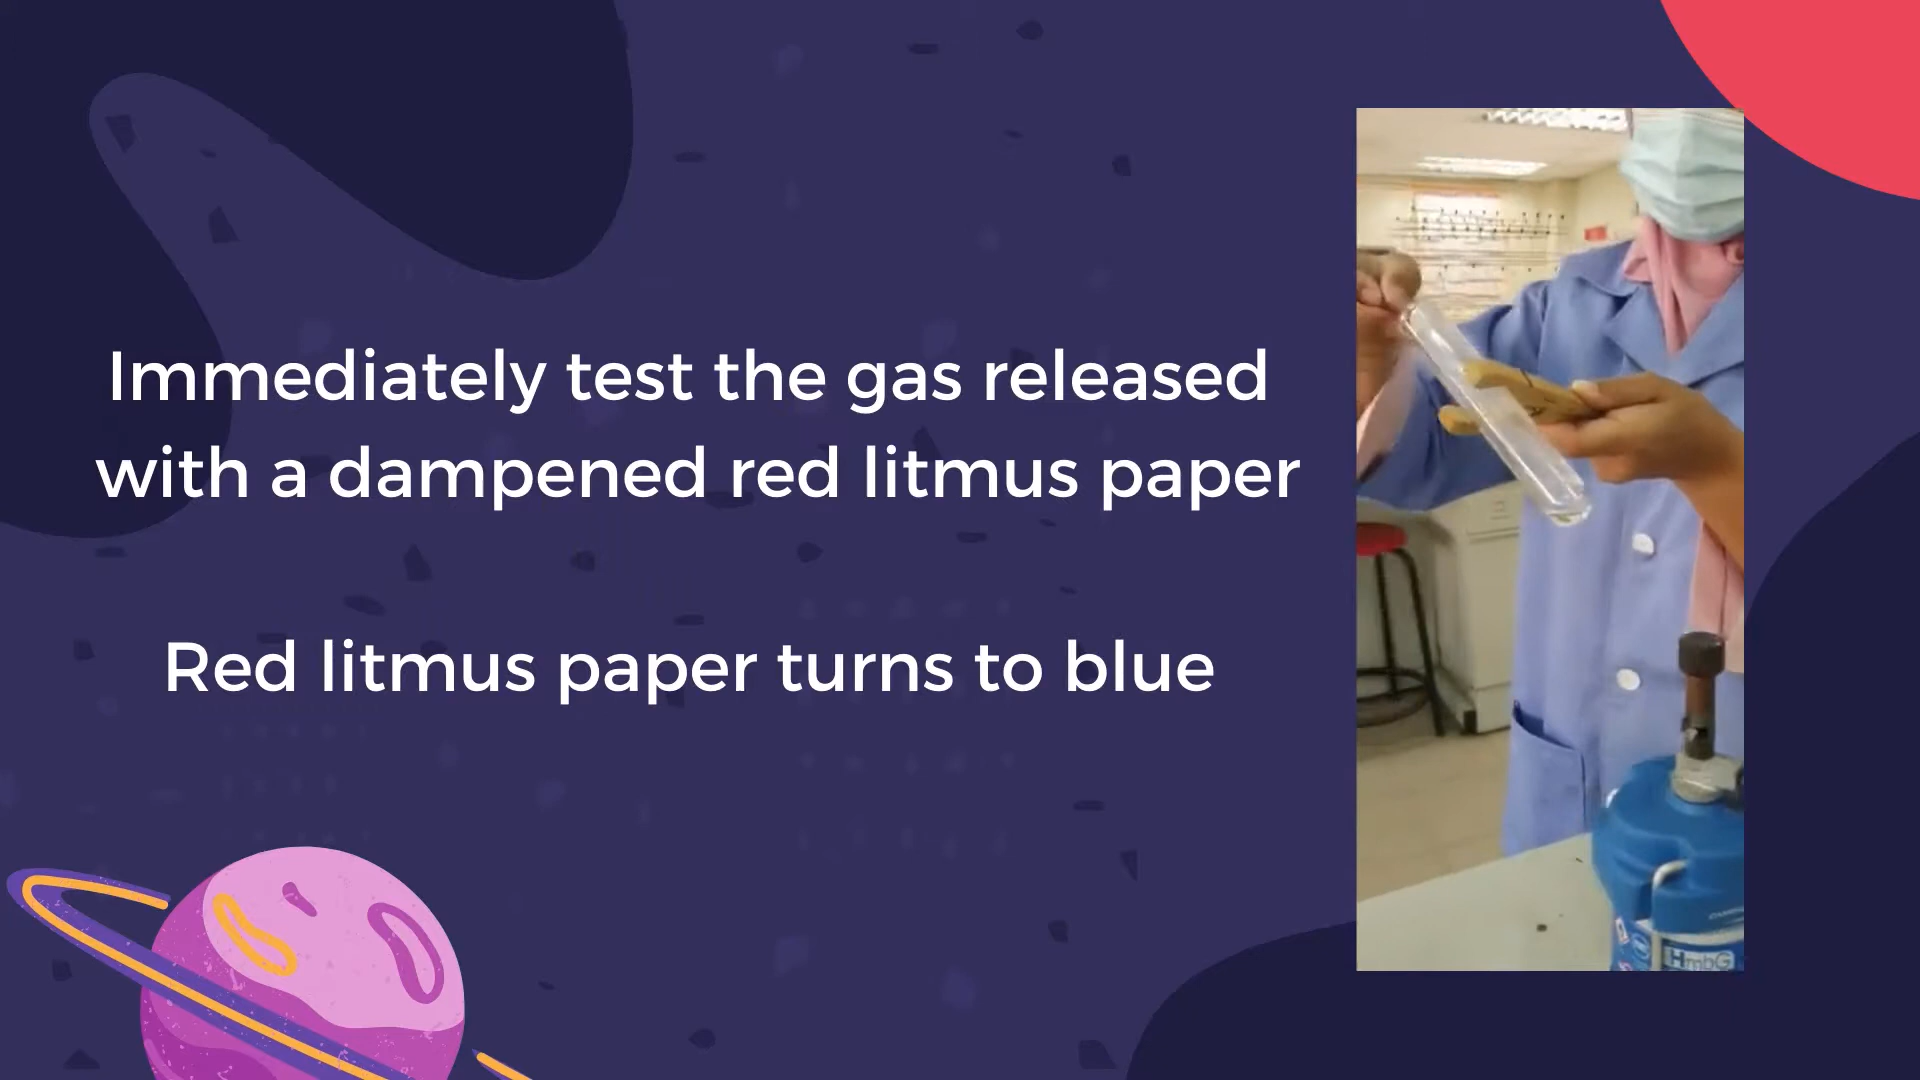 Immediately test the gas released
with a dampened red litmus paper
Red litmus paper turns to blue
HmbG